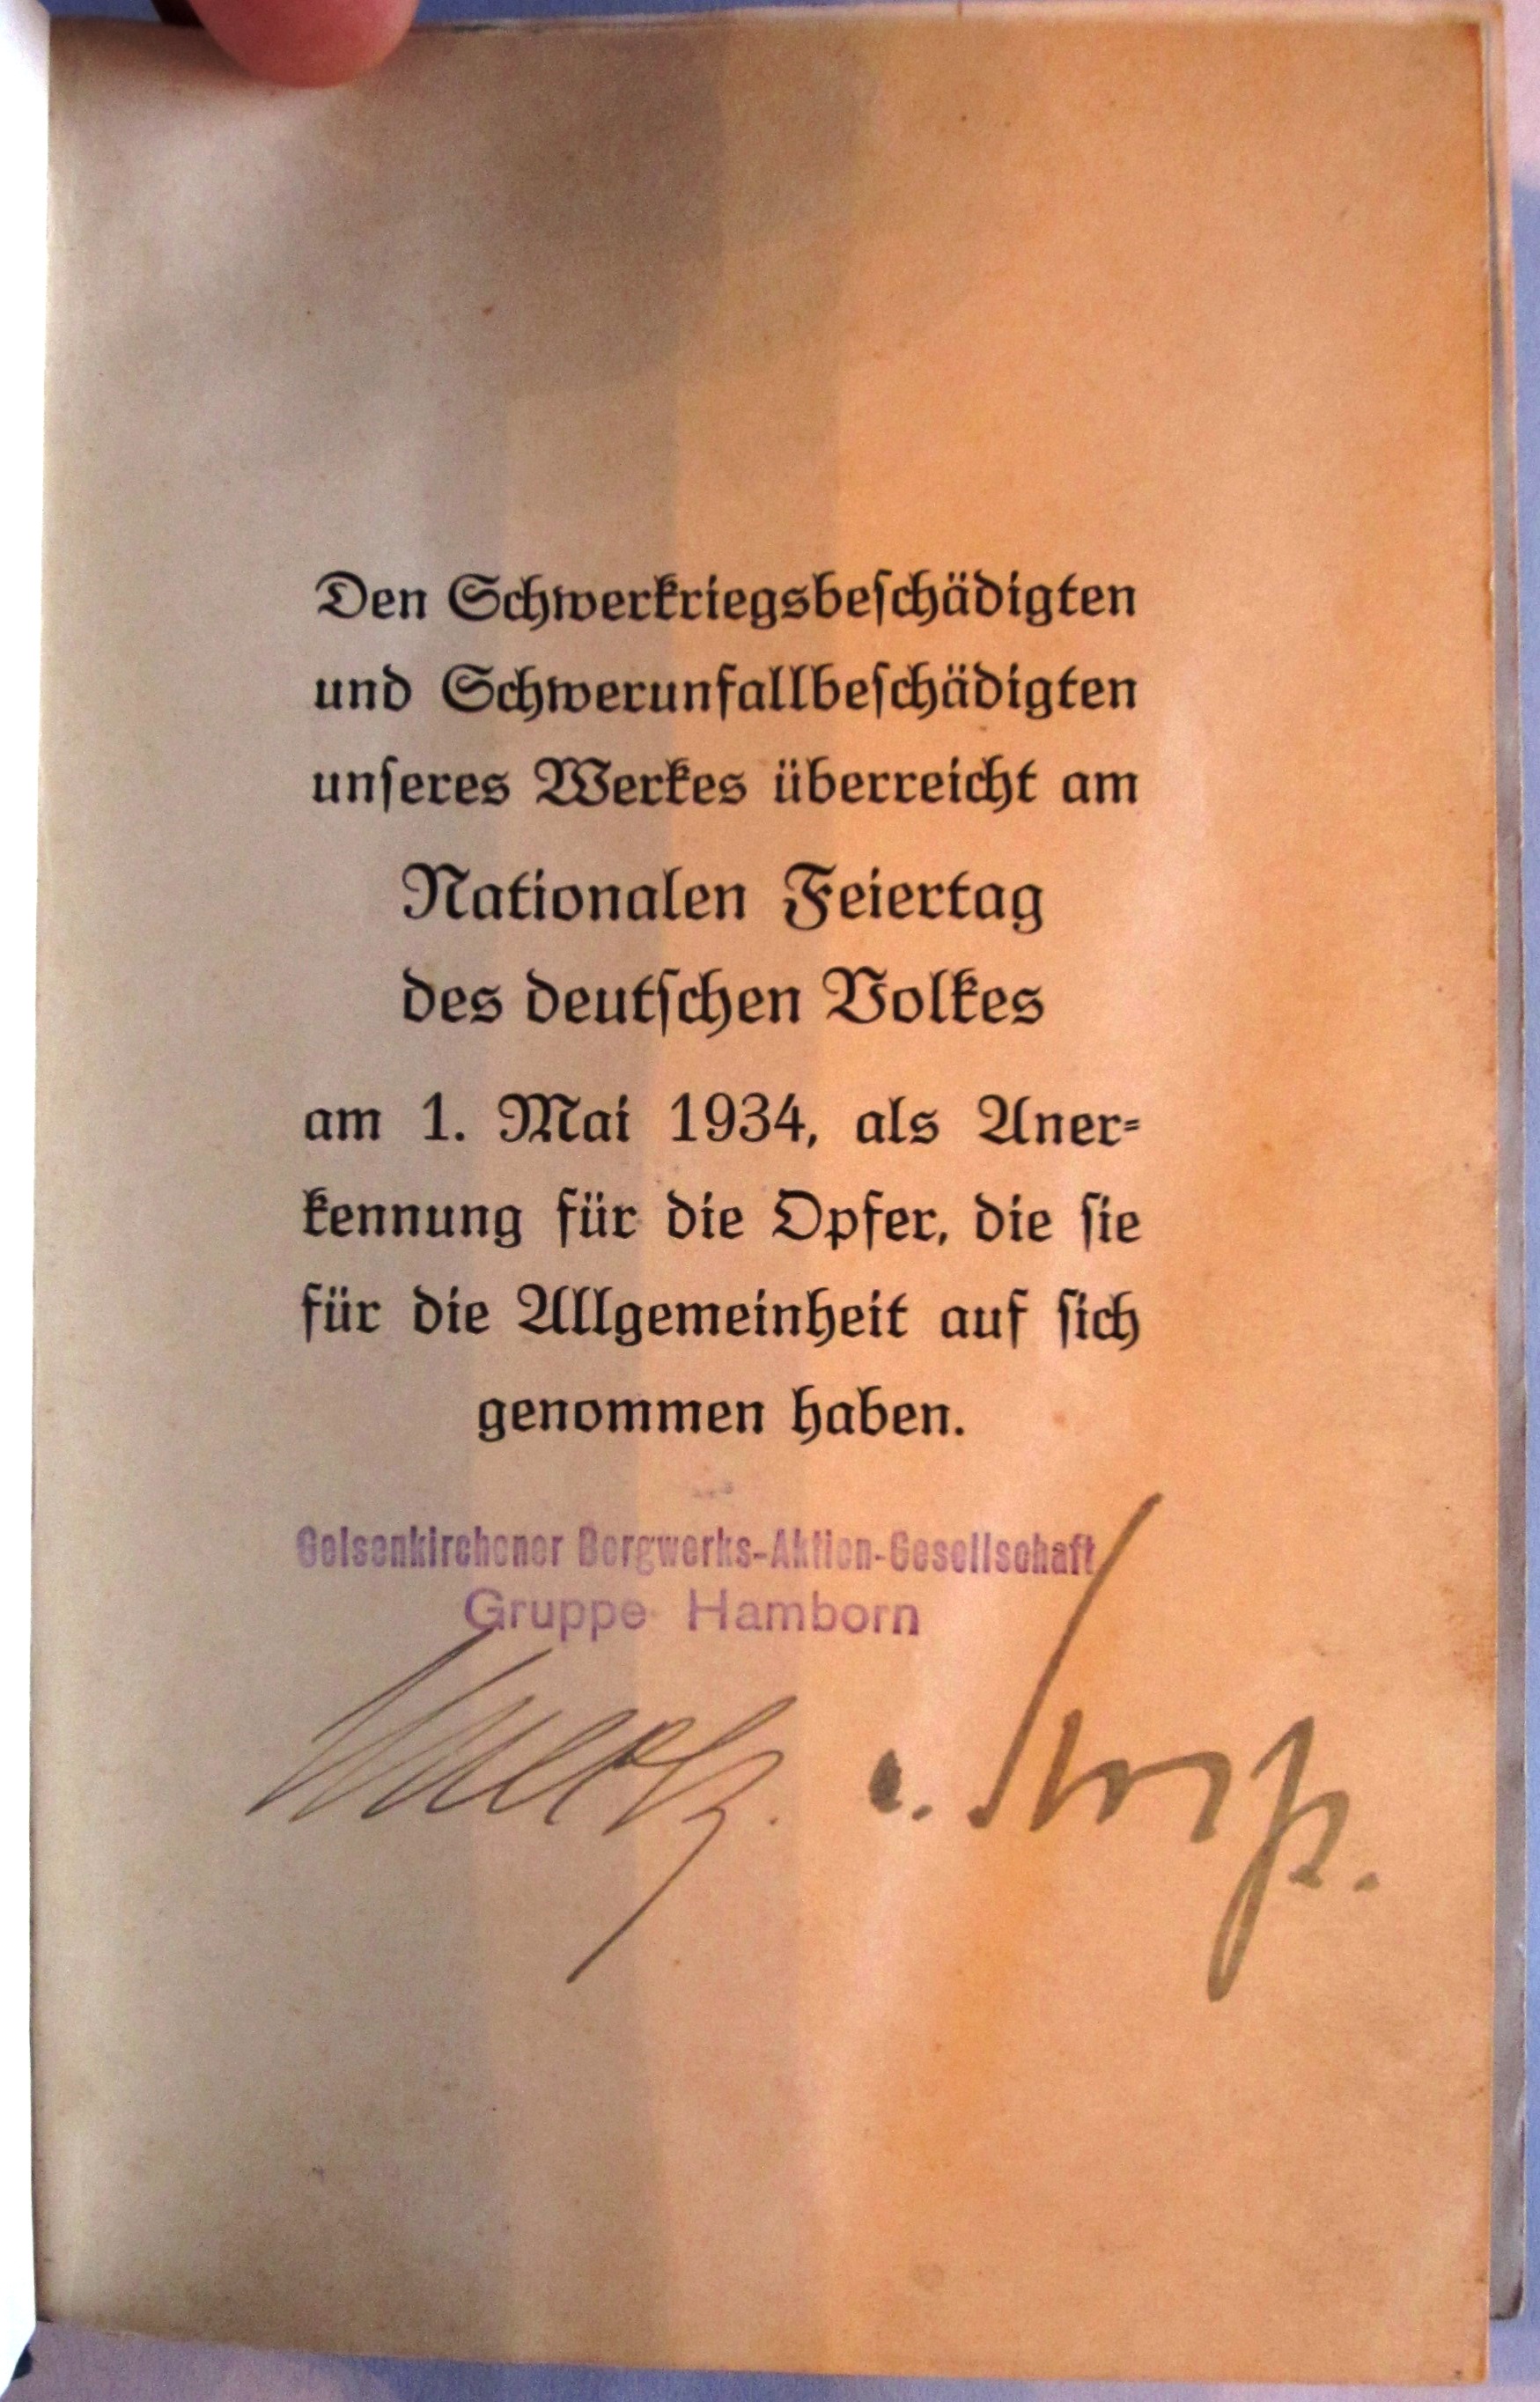 Den Schwerkriegsbeschädigten
und Schwerunfallbeschädigten
unseres Werkes überreicht am
Nationalen Feiertag
des deutschen Volkes
am 1. Mai 1934, als Aner-
kennung für die Opfer, die sie
für die Allgemeinheit auf sich
genommen haben.
Gelsenkirchener Bergwerks-Aktien-Gesellschaft
Gruppe Hamborn